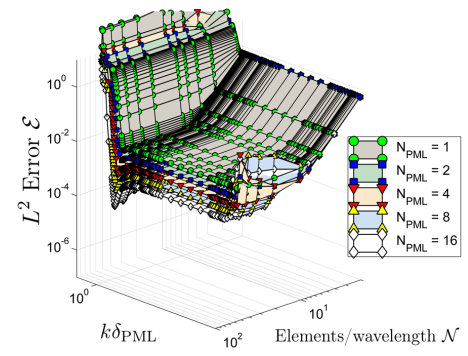 10⁰
10⁻²
10⁻⁴
10⁻⁶
L² Error ℰ
10⁰
kδ_PML
10²
10¹
Elements/wavelength 𝒩
N_PML = 1
N_PML = 2
N_PML = 4
N_PML = 8
N_PML = 16